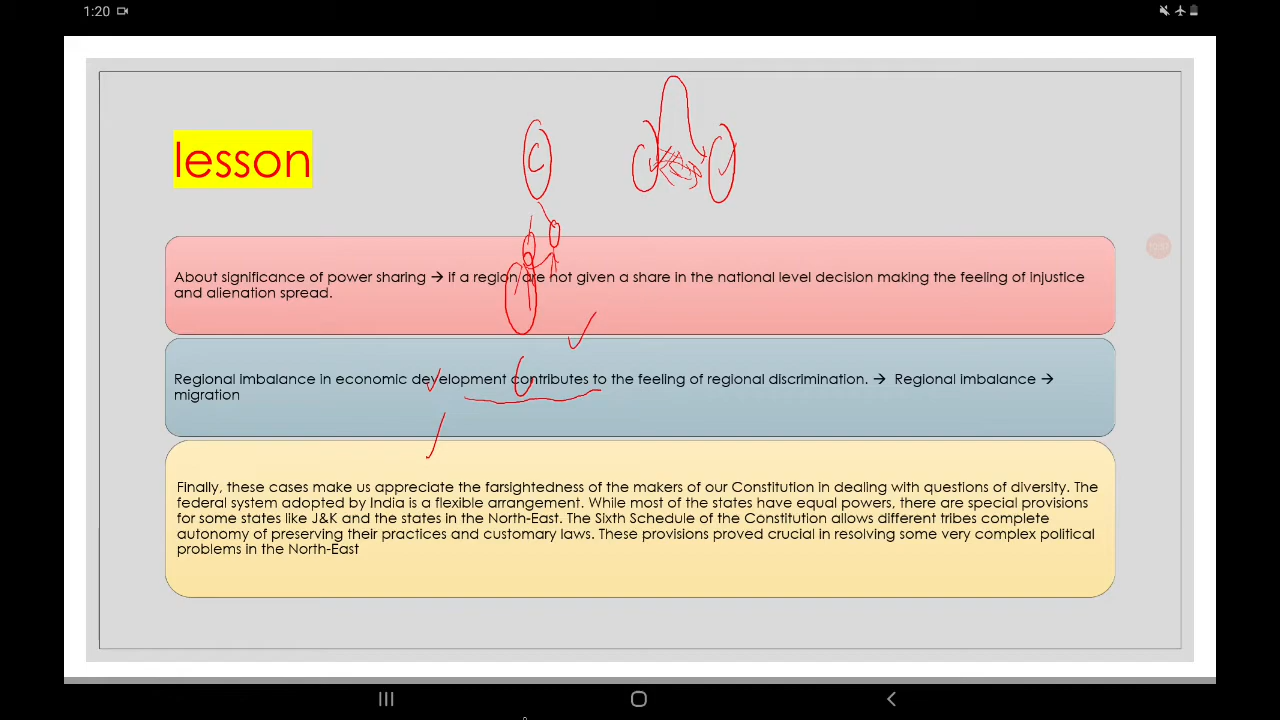 1:20
lesson
C
About significance of power sharing → If a region are not given a share in the national level decision making the feeling of injustice
and alienation spread.
Regional imbalance in economic development contributes to the feeling of regional discrimination. → Regional imbalance →
migration
Finally, these cases make us appreciate the farsightedness of the makers of our Constitution in dealing with questions of diversity. The
federal system adopted by India is a flexible arrangement. While most of the states have equal powers, there are special provisions
for some states like J&K and the states in the North-East. The Sixth Schedule of the Constitution allows different tribes complete
autonomy of preserving their practices and customary laws. These provisions proved crucial in resolving some very complex political
problems in the North-East